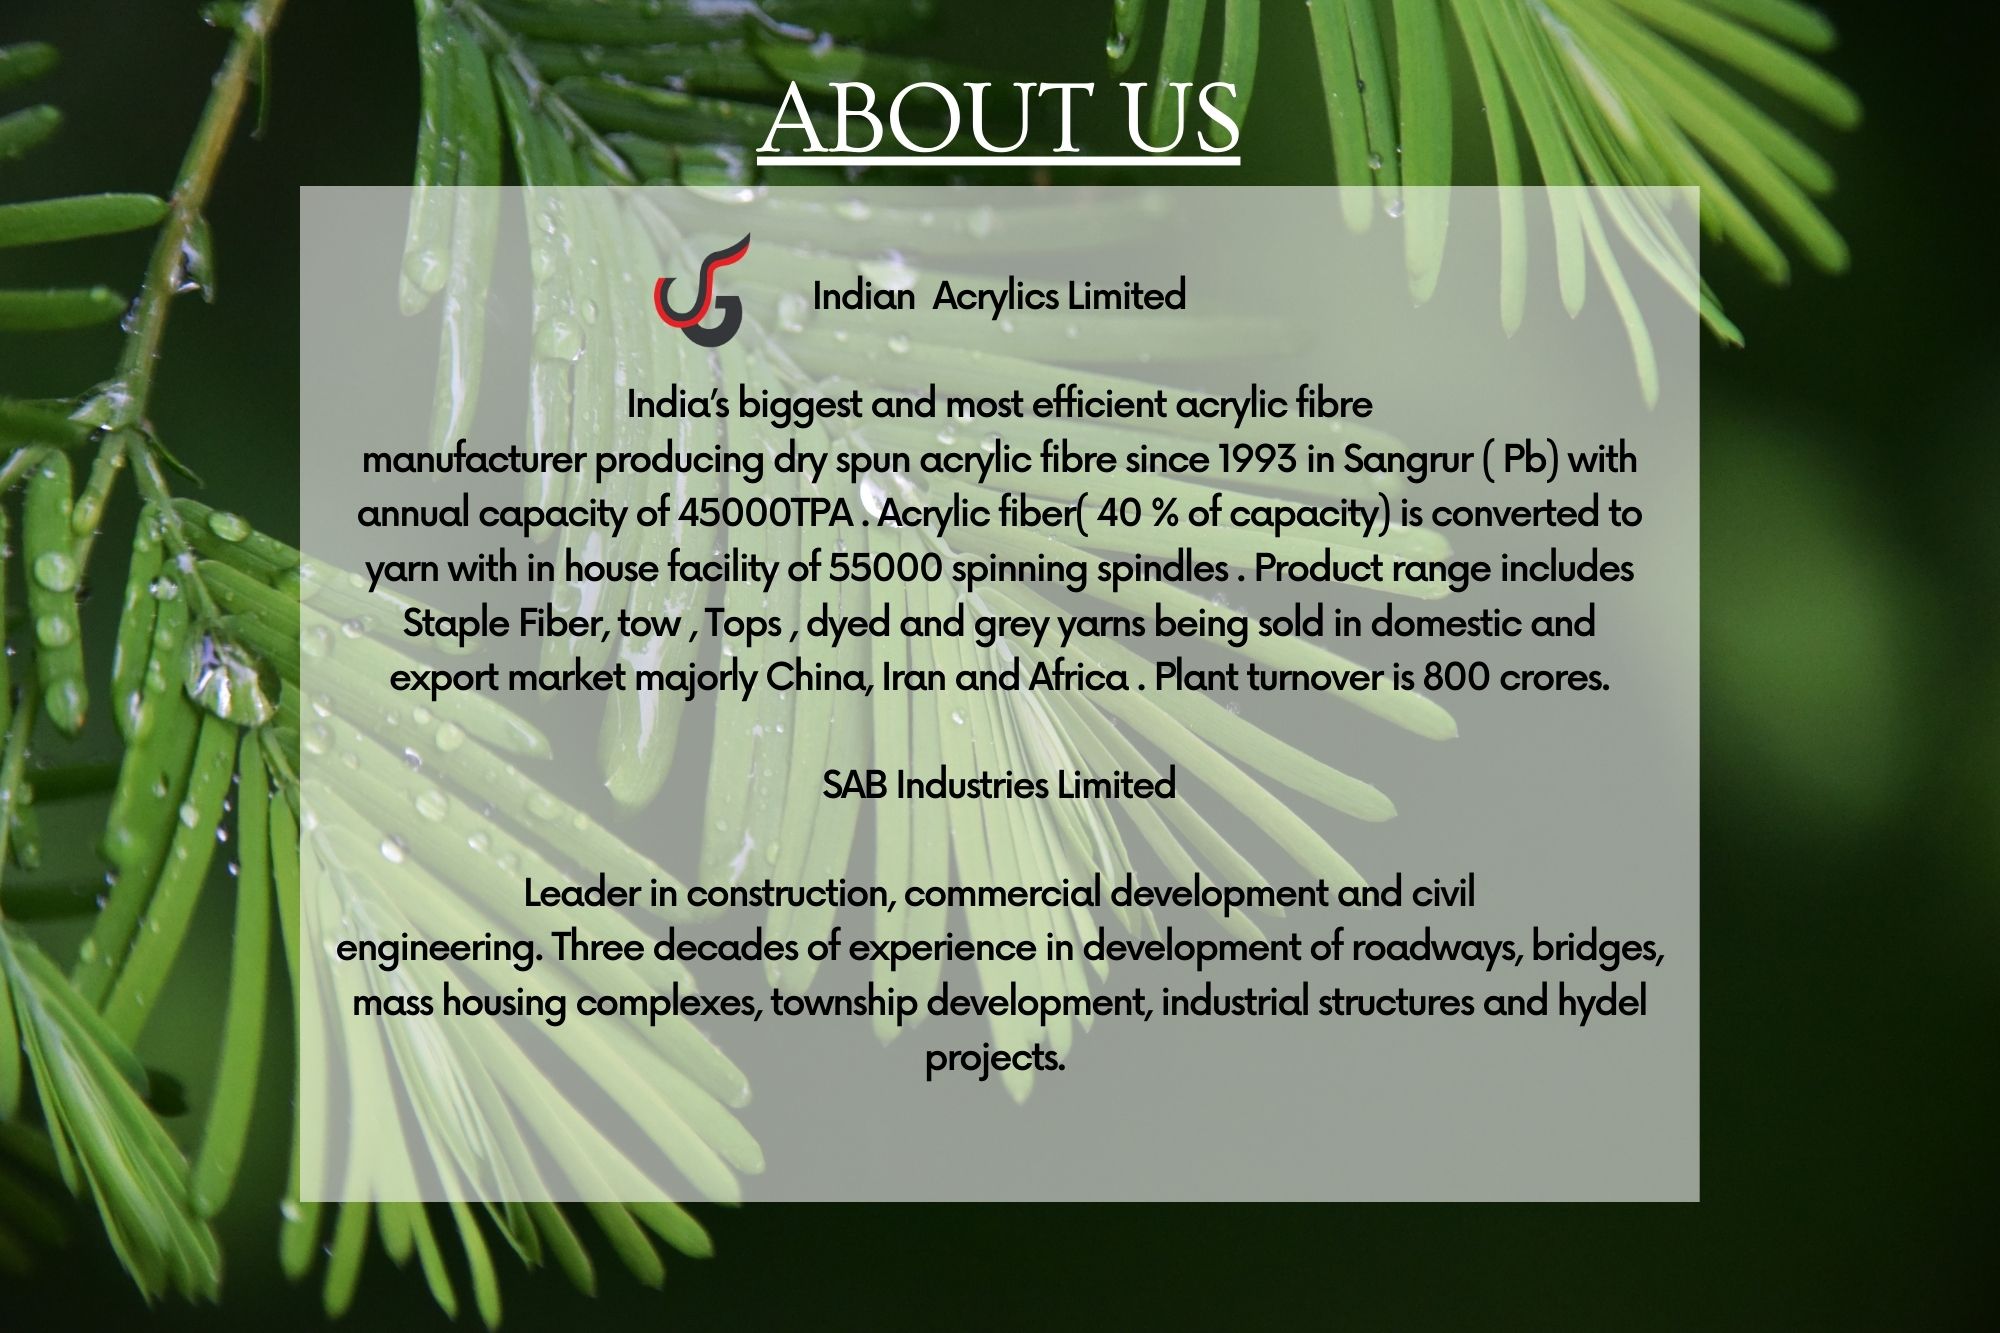 ABOUT US
Indian  Acrylics Limited
India’s biggest and most efficient acrylic fibre
manufacturer producing dry spun acrylic fibre since 1993 in Sangrur ( Pb) with
annual capacity of 45000TPA . Acrylic fiber( 40 % of capacity) is converted to
yarn with in house facility of 55000 spinning spindles . Product range includes
Staple Fiber, tow , Tops , dyed and grey yarns being sold in domestic and
export market majorly China, Iran and Africa . Plant turnover is 800 crores.
SAB Industries Limited
Leader in construction, commercial development and civil
engineering. Three decades of experience in development of roadways, bridges,
mass housing complexes, township development, industrial structures and hydel
projects.